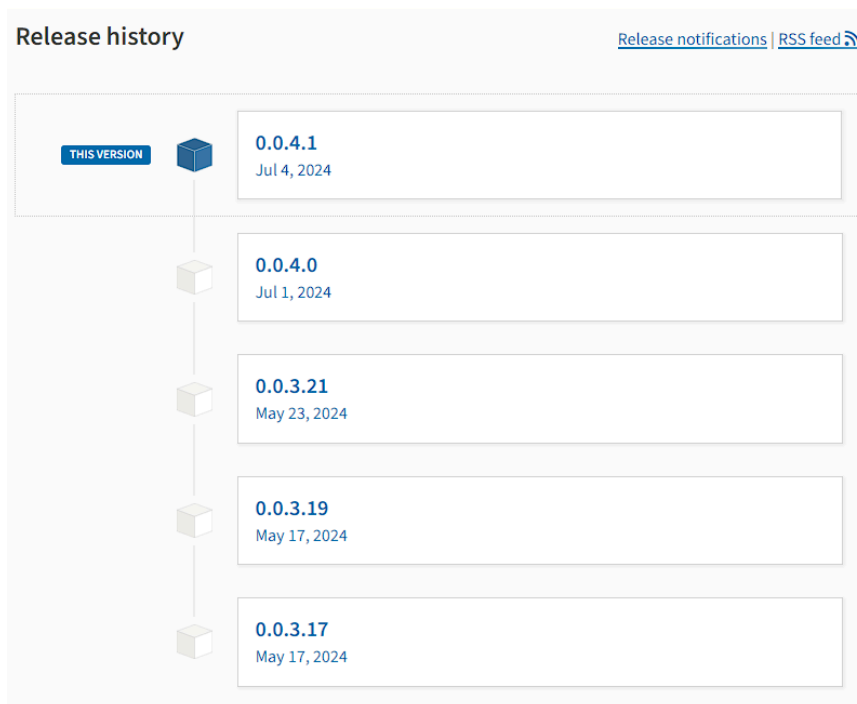 Release history
Release notifications | RSS feed
THIS VERSION
0.0.4.1
Jul 4, 2024
0.0.4.0
Jul 1, 2024
0.0.3.21
May 23, 2024
0.0.3.19
May 17, 2024
0.0.3.17
May 17, 2024